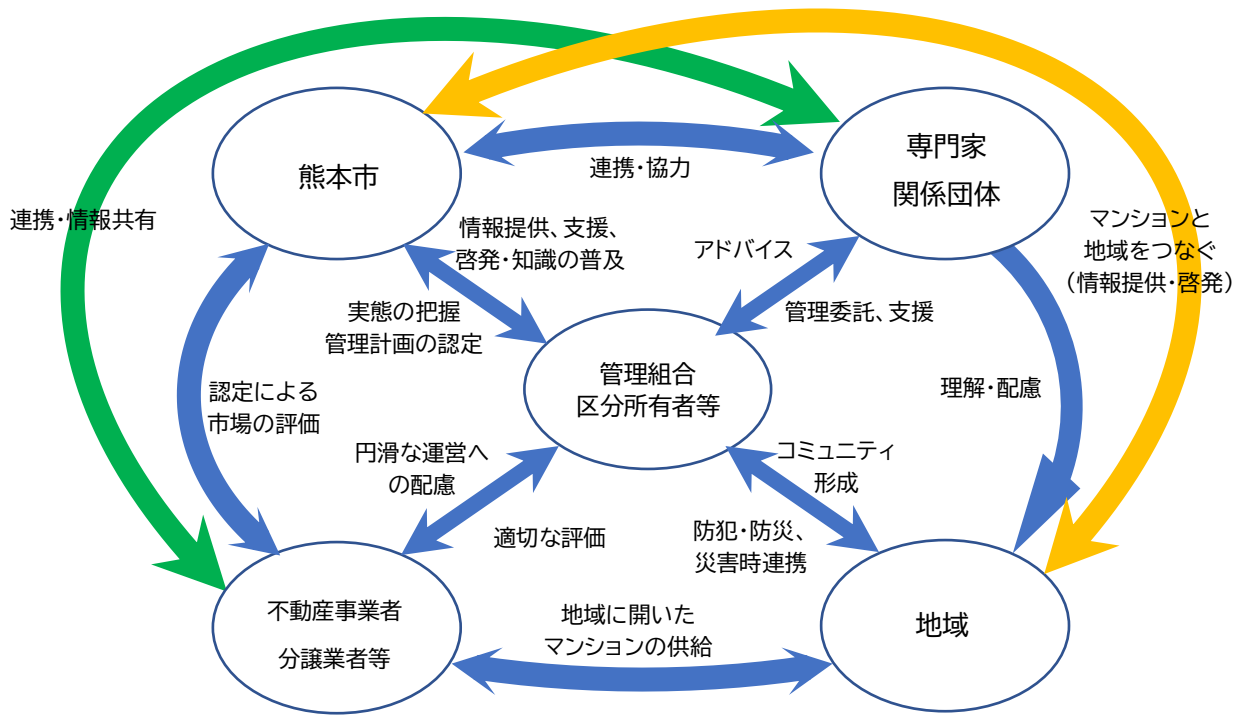 熊本市
専門家
関係団体
連携・協力
連携・情報共有
マンションと
地域をつなぐ
（情報提供・啓発）
情報提供、支援、
啓発・知識の普及
アドバイス
実態の把握
管理計画の認定
管理委託、支援
管理組合
区分所有者等
認定による
市場の評価
理解・配慮
円滑な運営へ
の配慮
コミュニティ
形成
適切な評価
防犯・防災、
災害時連携
不動産事業者
分譲業者等
地域に開いた
マンションの供給
地域